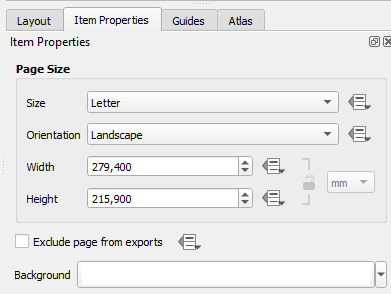 Layout Item Properties Guides Atlas
Item Properties
Page Size
Size Letter
Orientation Landscape
Width 279,400
mm
Height 215,900
Exclude page from exports
Background